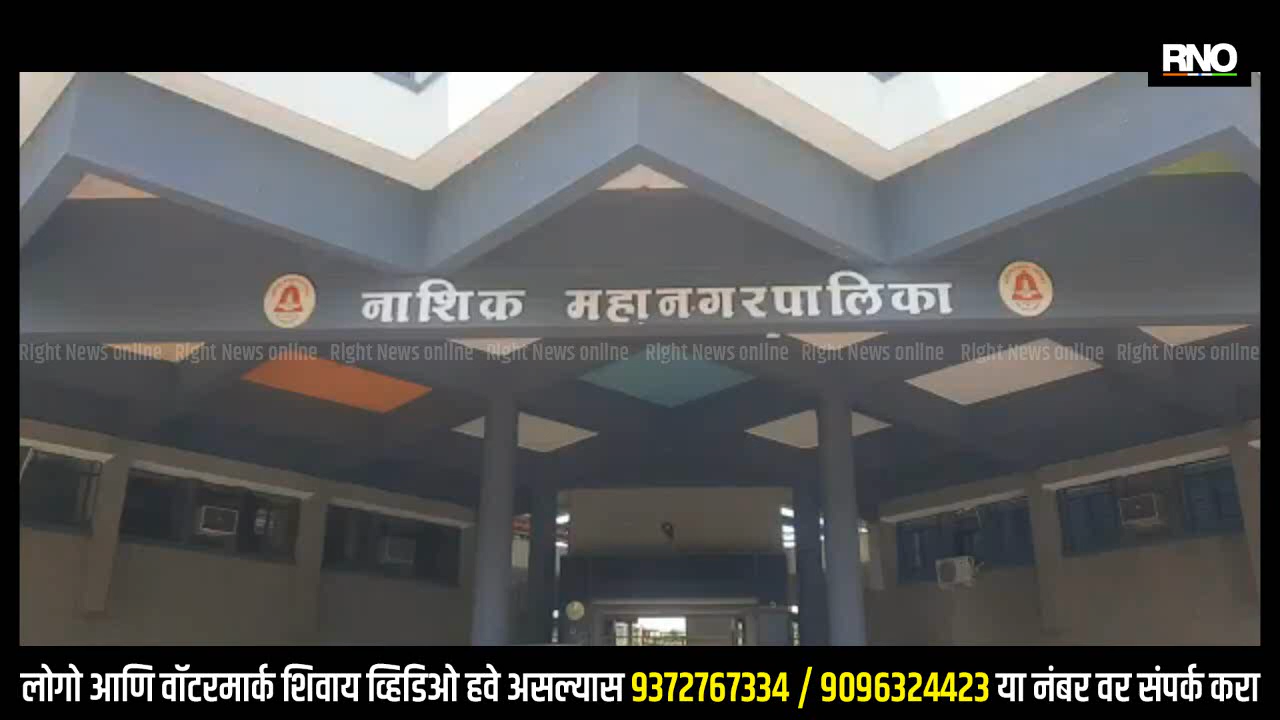 RNO
नाशिक महानगरपालिका
Right News online Right News online Right News online Right News online Right News online Right News online Right News online Right News online
लोगो आणि वॉटरमार्क शिवाय व्हिडिओ हवे असल्यास 9372767334 / 9096324423 या नंबर वर संपर्क करा